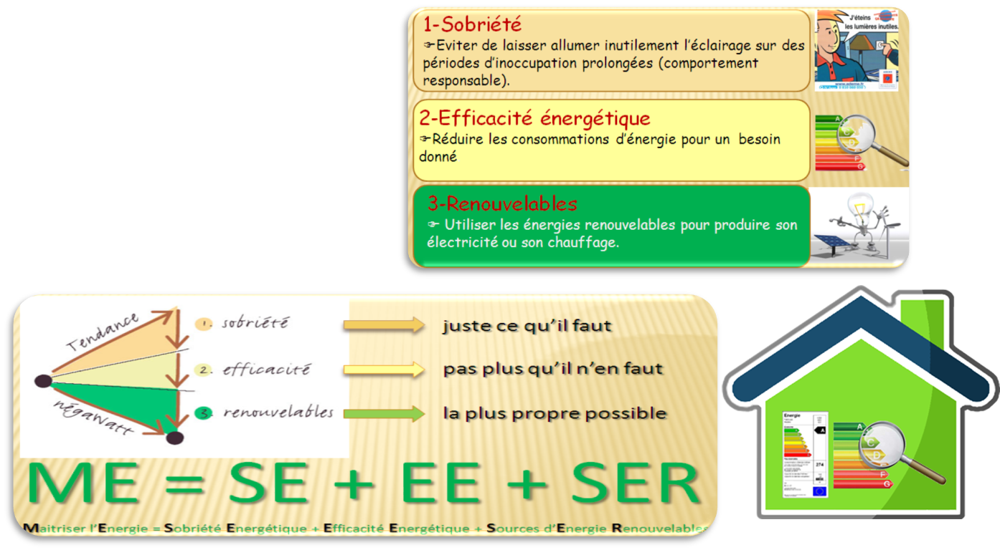 1-Sobriété
☞Eviter de laisser allumer inutilement l'éclairage sur des
périodes d'inoccupation prolongées (comportement
responsable).
J'éteins
les lumières inutiles.
2-Efficacité énergétique
☞Réduire les consommations d'énergie pour un besoin
donné
A
C
D
F
G
3-Renouvelables
☞ Utiliser les énergies renouvelables pour produire son
électricité ou son chauffage.
Tendance
négaWatt
1. sobriété
juste ce qu'il faut
2. efficacité
pas plus qu'il n'en faut
3. renouvelables
la plus propre possible
ME = SE + EE + SER
Maitriser l'Energie = Sobriété Energétique + Efficacité Energétique + Sources d'Energie Renouvelables
Energie
A
274
A
C
D
F
G